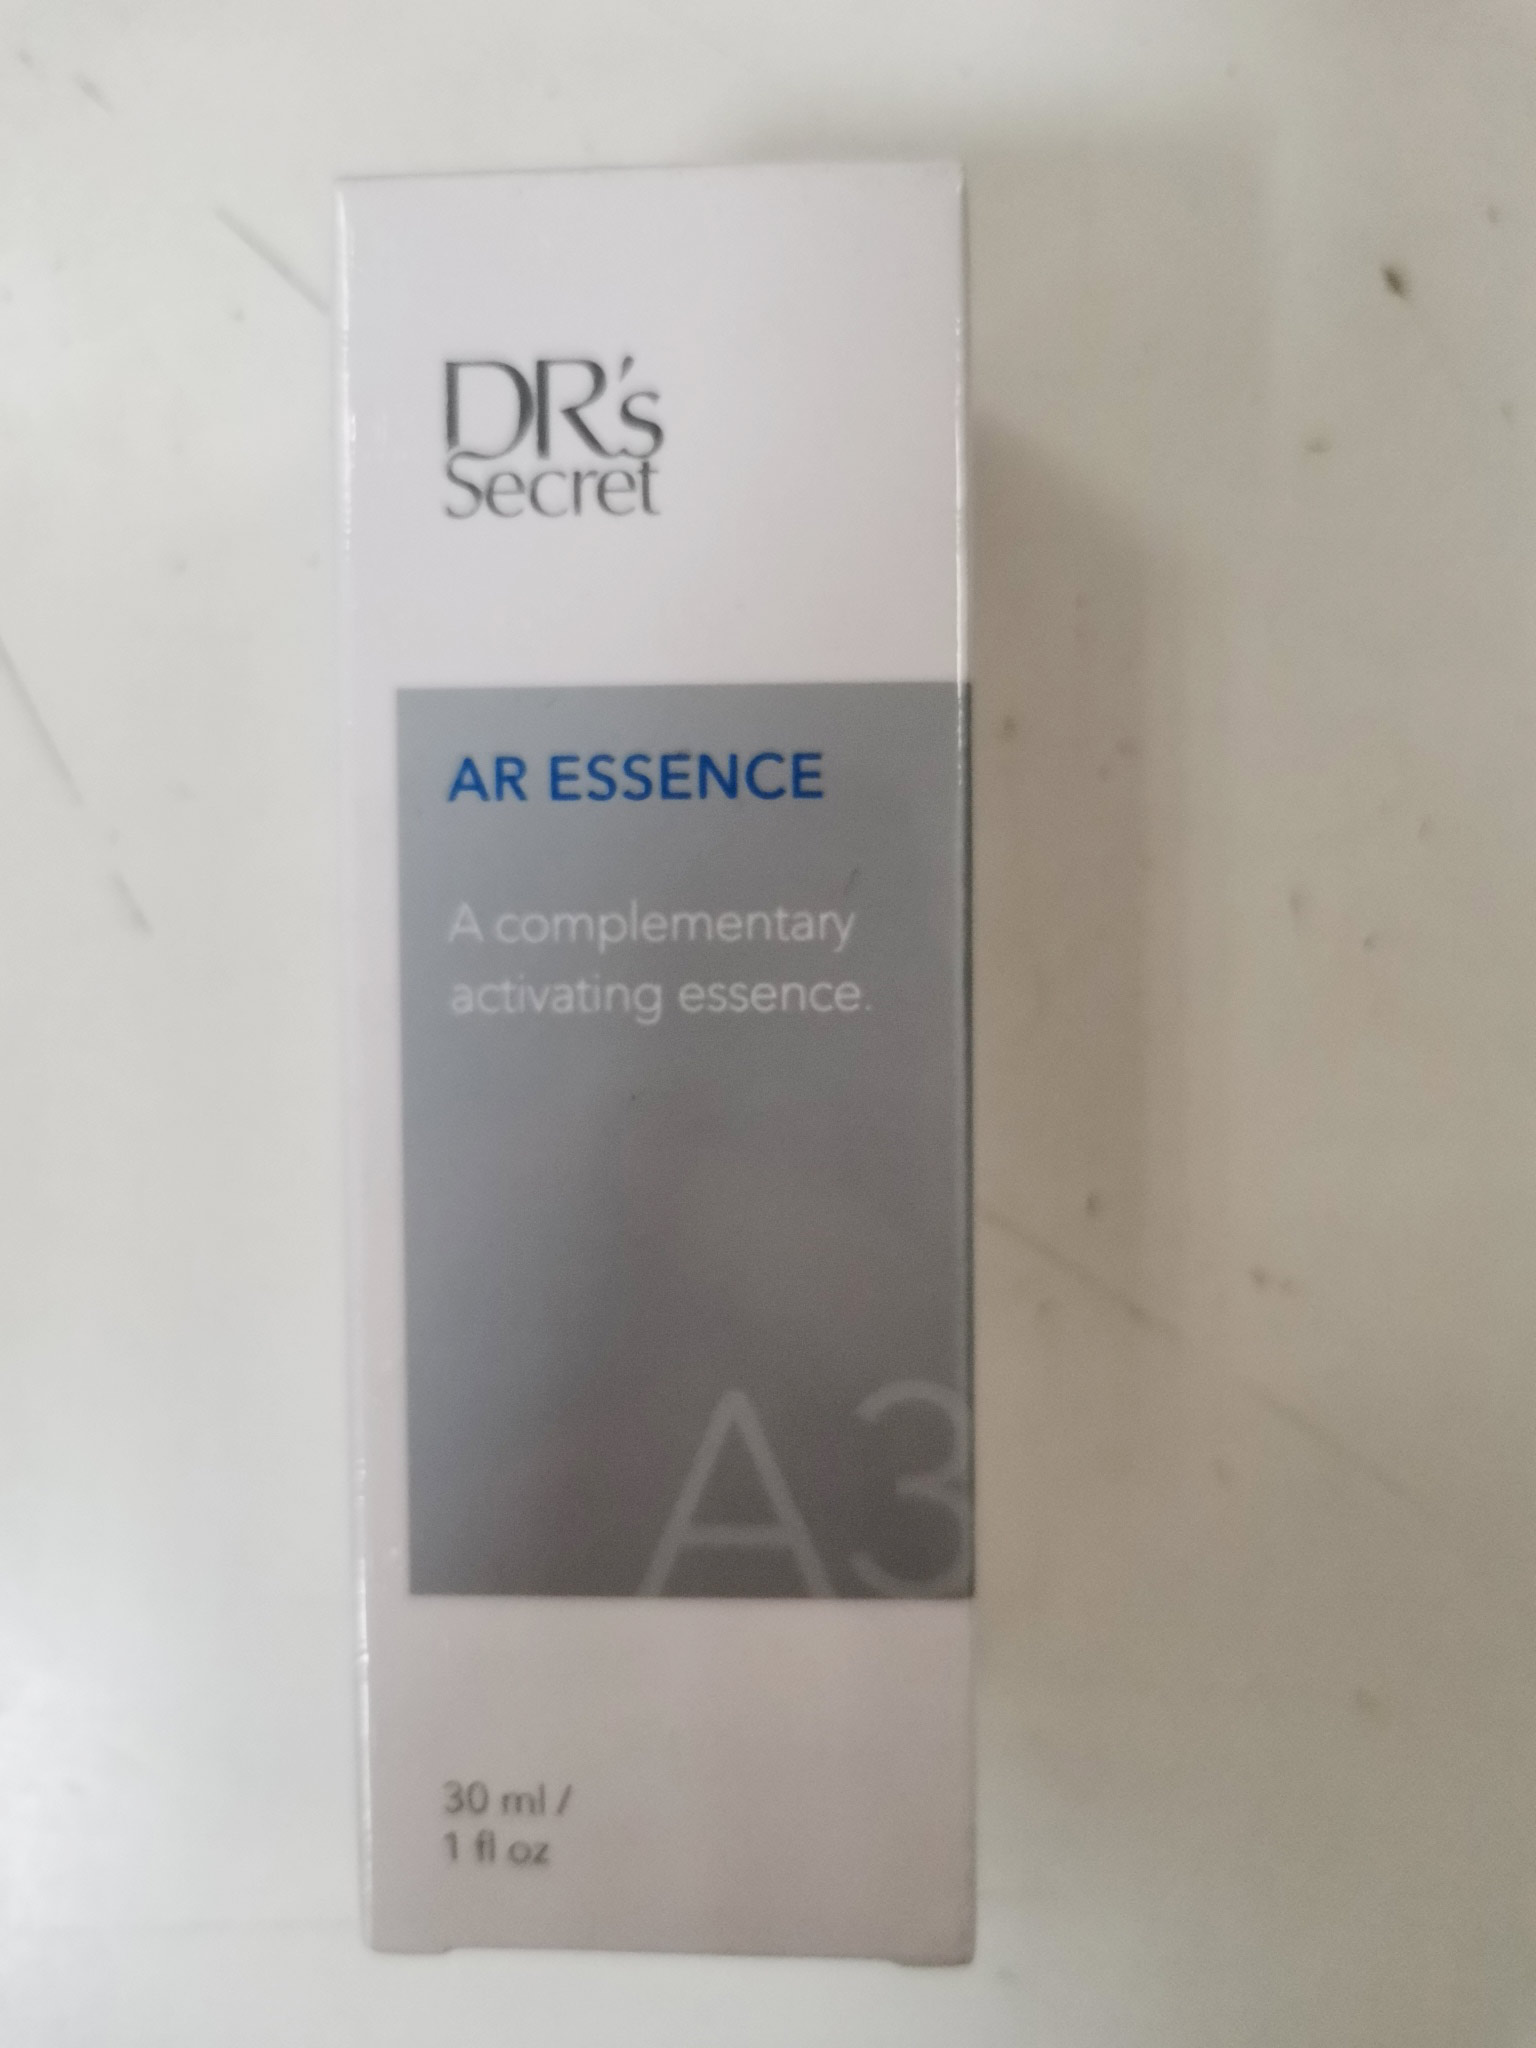 DR's
Secret
AR ESSENCE
A complementary
activating essence.
A3
30 ml /
1 fl oz